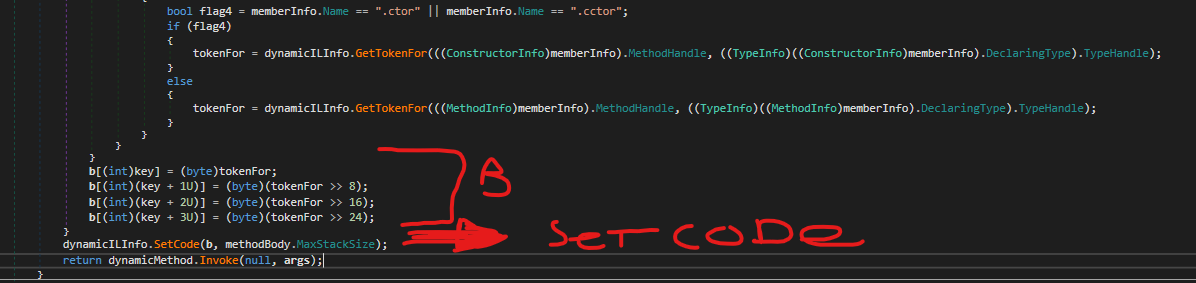 {
bool flag4 = memberInfo.Name == ".ctor" || memberInfo.Name == ".cctor";
if (flag4)
{
tokenFor = dynamicILInfo.GetTokenFor(((ConstructorInfo)memberInfo).MethodHandle, ((TypeInfo)((ConstructorInfo)memberInfo).DeclaringType).TypeHandle);
}
else
{
tokenFor = dynamicILInfo.GetTokenFor(((MethodInfo)memberInfo).MethodHandle, ((TypeInfo)((MethodInfo)memberInfo).DeclaringType).TypeHandle);
}
}
}
}
b[(int)key] = (byte)tokenFor;
b[(int)(key + 1U)] = (byte)(tokenFor >> 8); B
b[(int)(key + 2U)] = (byte)(tokenFor >> 16);
b[(int)(key + 3U)] = (byte)(tokenFor >> 24);
} SET CODE
dynamicILInfo.SetCode(b, methodBody.MaxStackSize);
return dynamicMethod.Invoke(null, args);
}